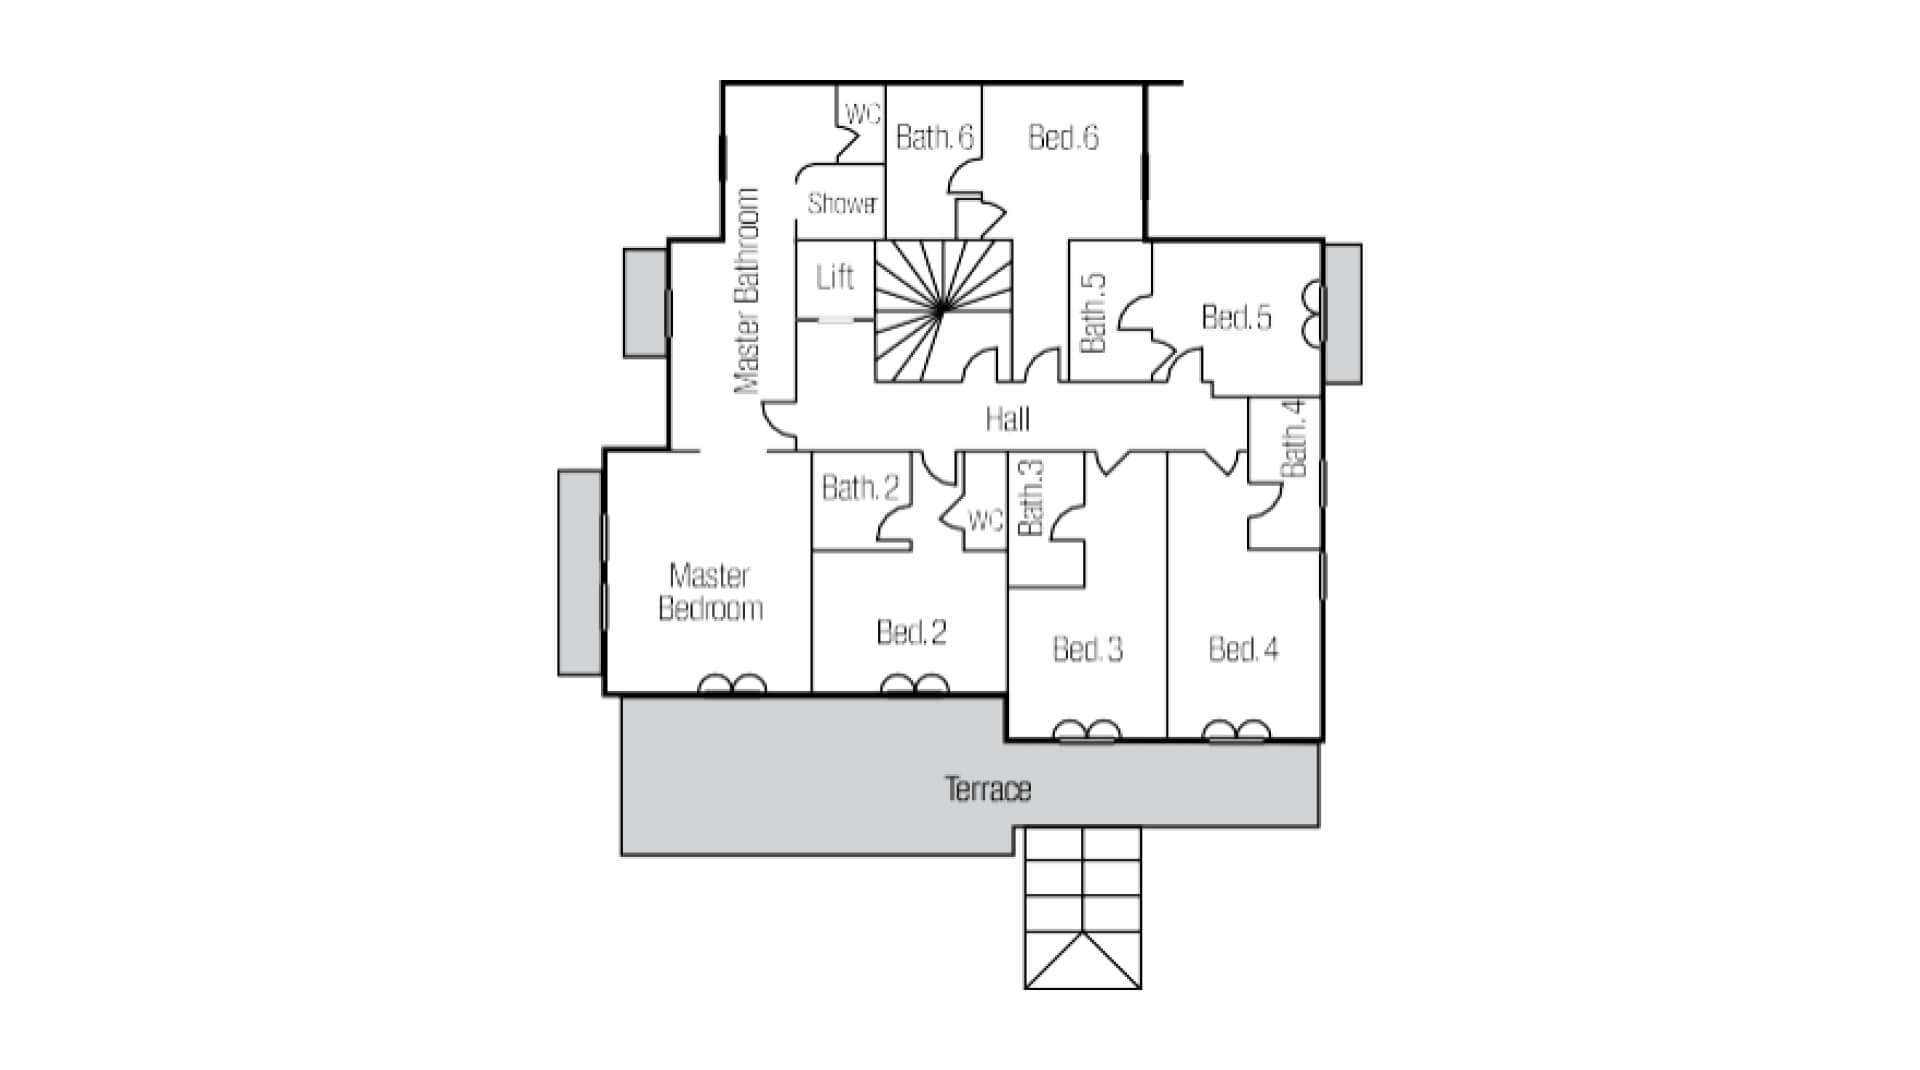 WC
Bath. 6
Bed. 6
Shower
Master Bathroom
Lift
Bath. 5
Bed. 5
Hall
Bath. 4
Bath. 2
WC
Bath. 3
Master
Bedroom
Bed. 2
Bed. 3
Bed. 4
Terrace